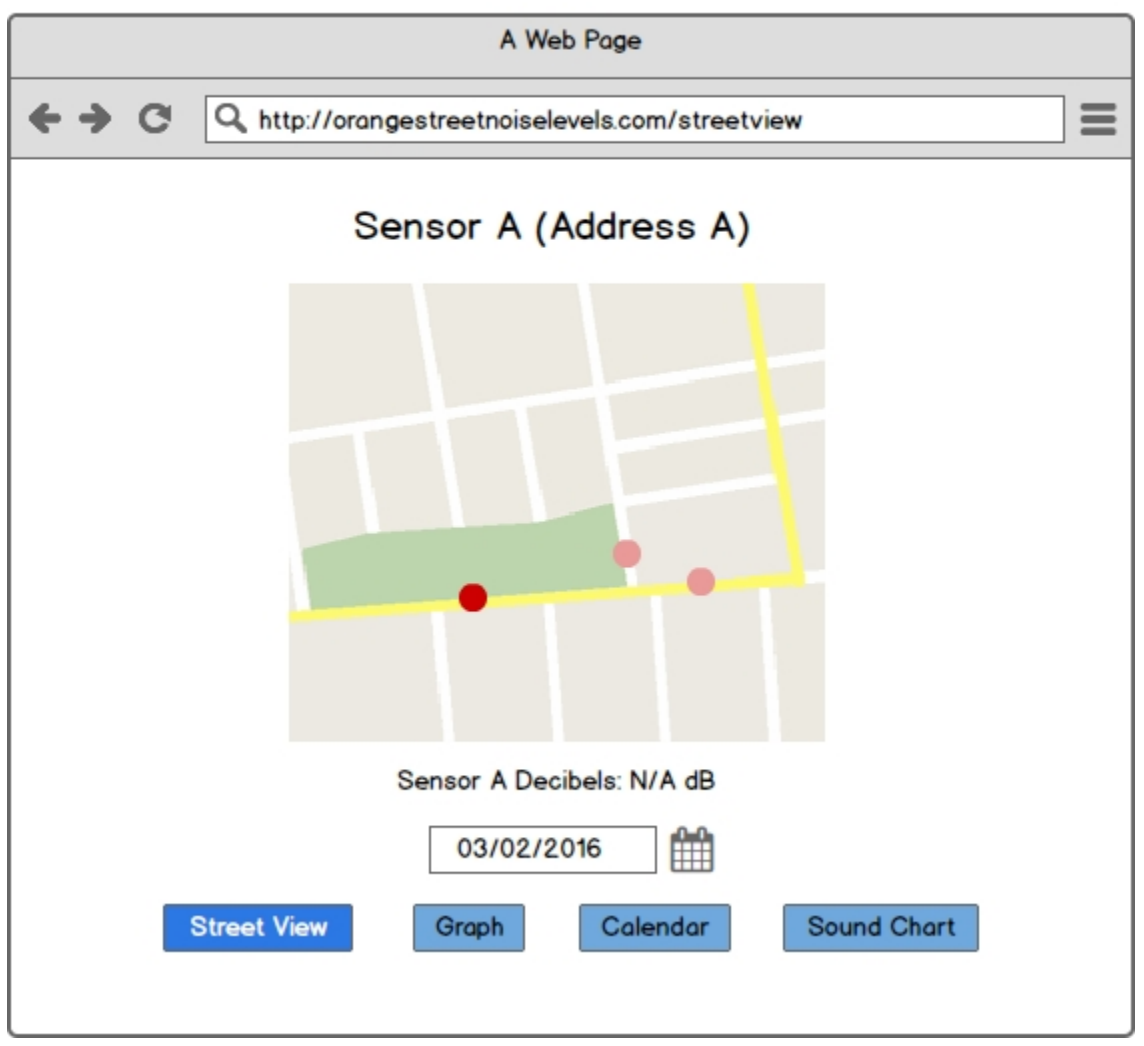 A Web Page
http://orangestreetnoiselevels.com/streetview
Sensor A (Address A)
Sensor A Decibels: N/A dB
03/02/2016
Street View
Graph
Calendar
Sound Chart